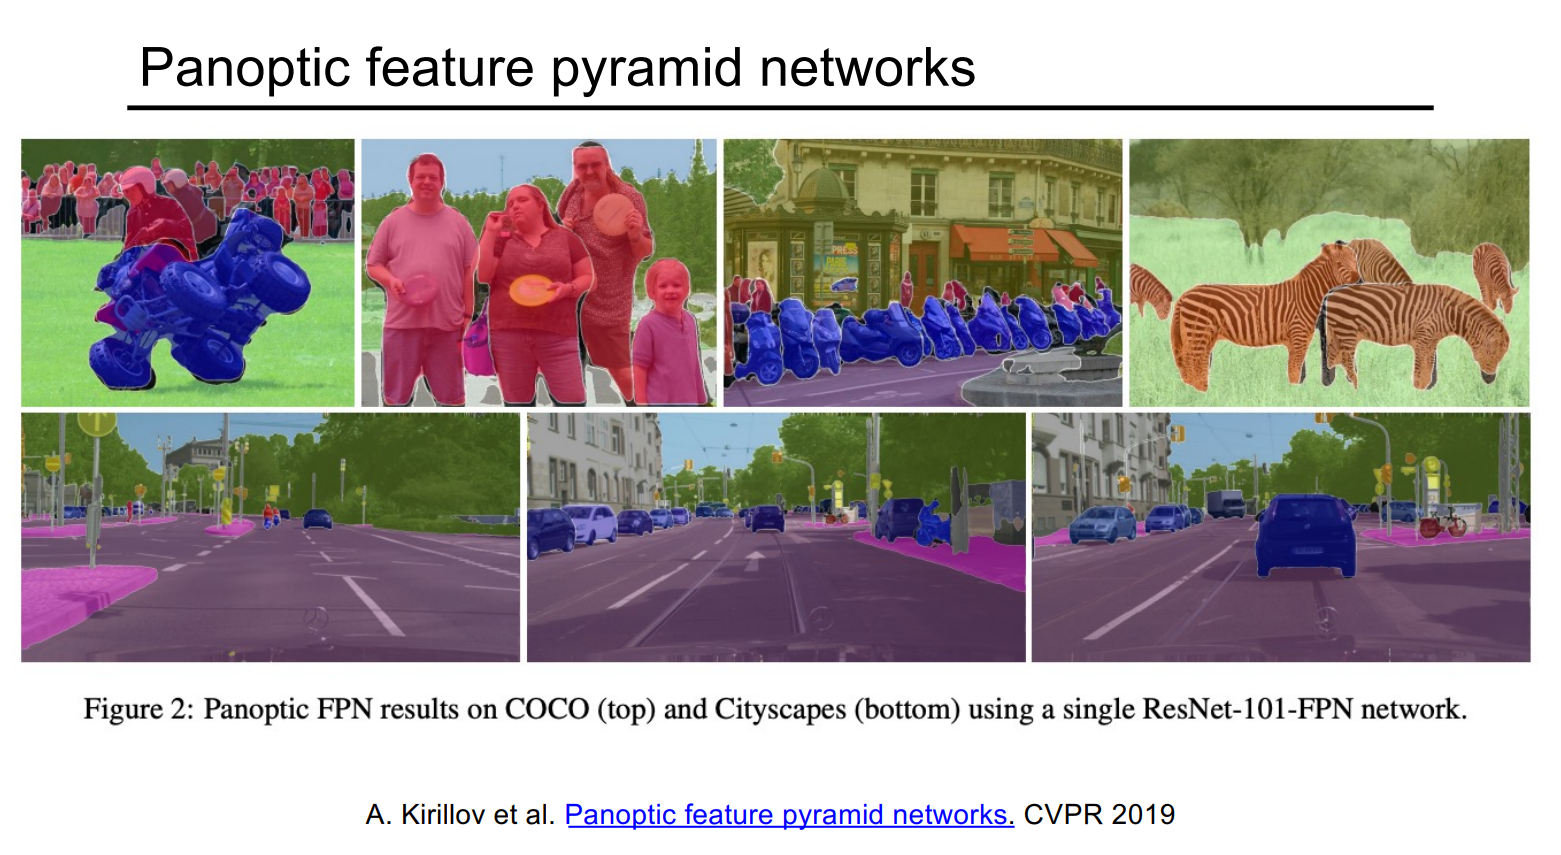 Panoptic feature pyramid networks
PRESS
Figure 2: Panoptic FPN results on COCO (top) and Cityscapes (bottom) using a single ResNet-101-FPN network.
A. Kirillov et al. Panoptic feature pyramid networks. CVPR 2019